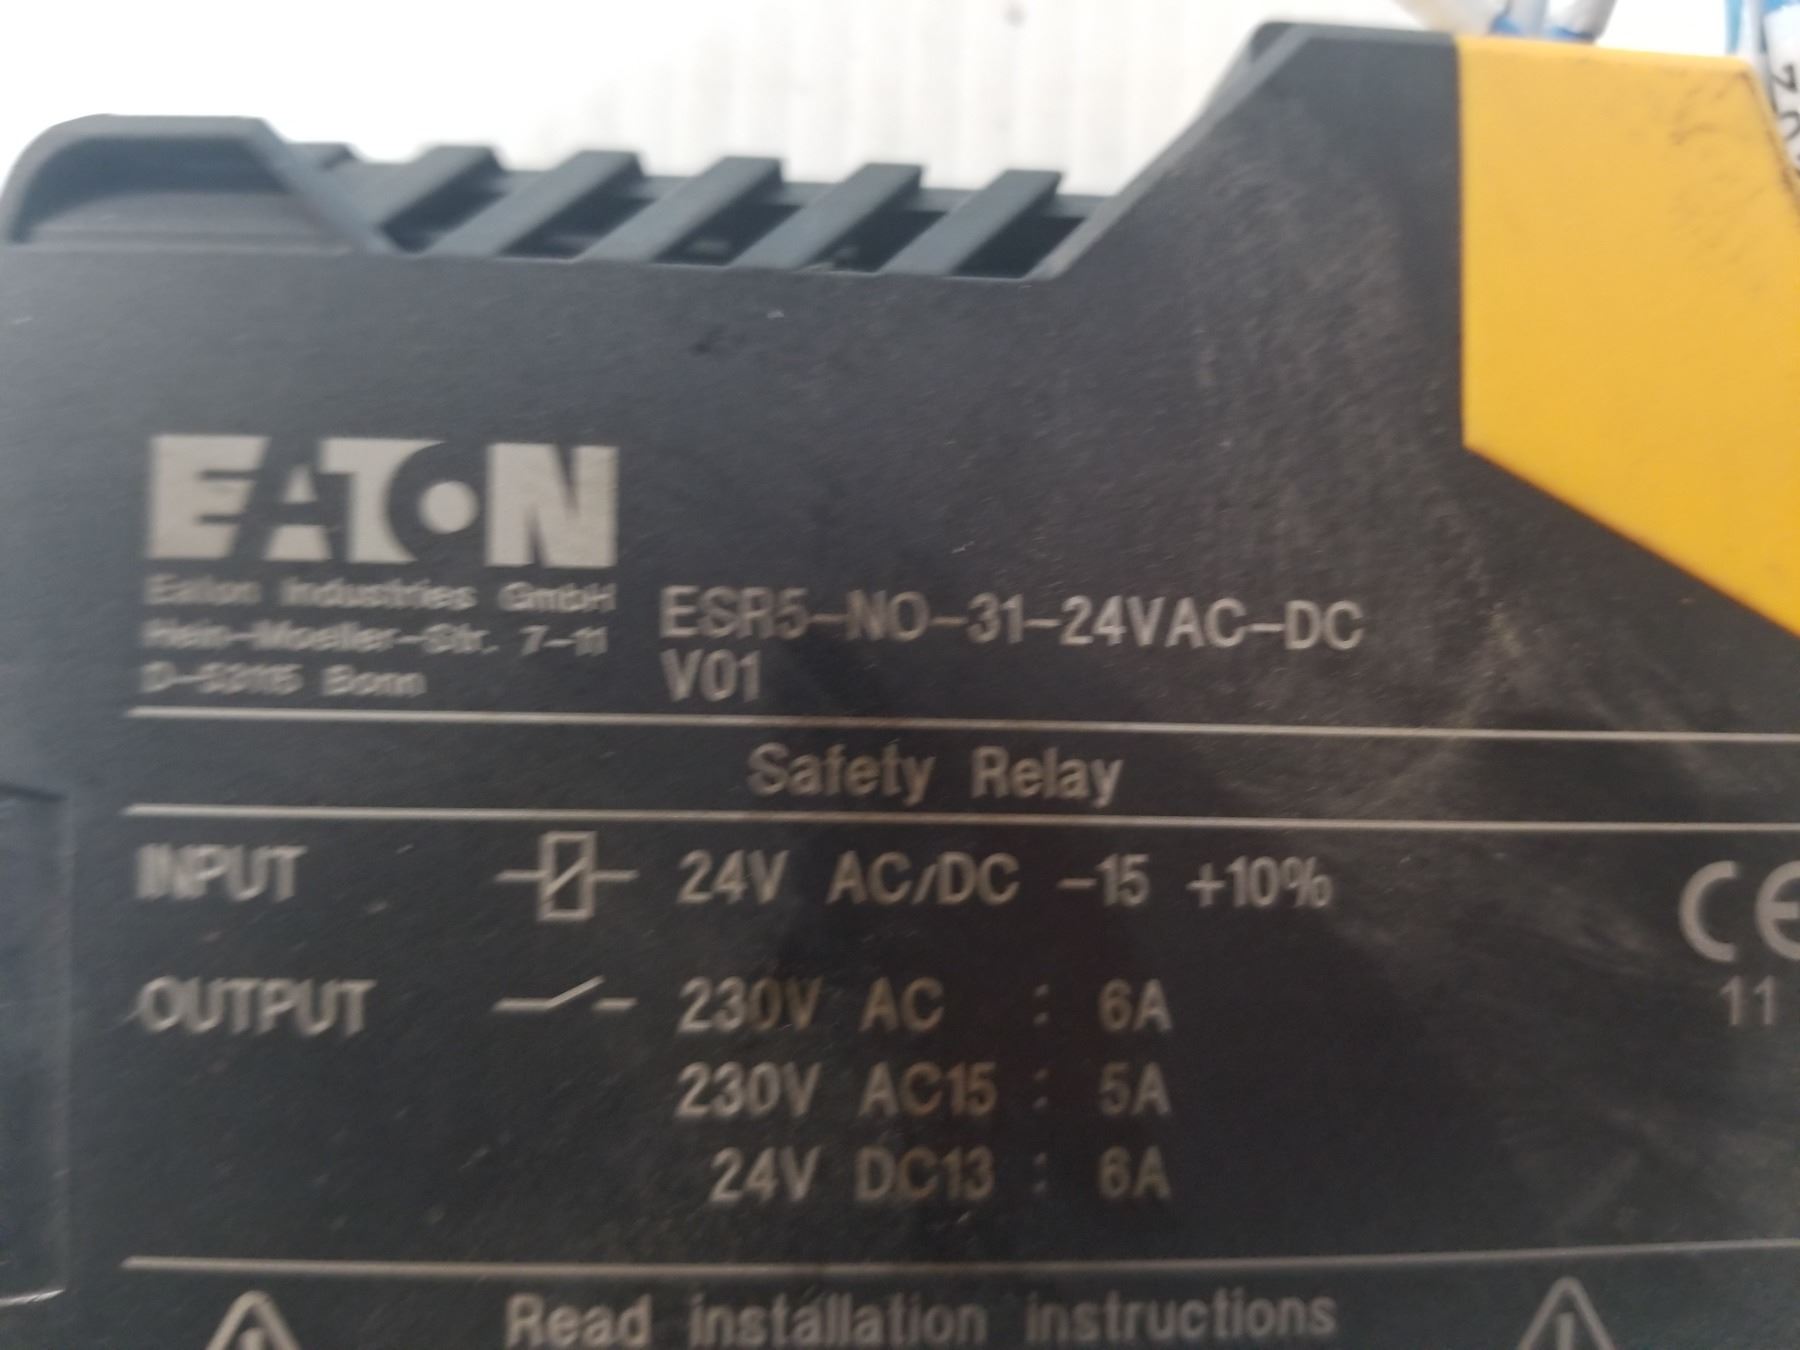 EATON
Eaton Industries GmbH
Hein-Moeller-Str. 7-11
D-53115 Bonn
ESR5-NO-31-24VAC-DC
V01
Safety Relay
INPUT 24V AC/DC -15 +10%
CE
11
OUTPUT 230V AC : 6A
230V AC15 : 5A
24V DC13 : 6A
Read installation instructions